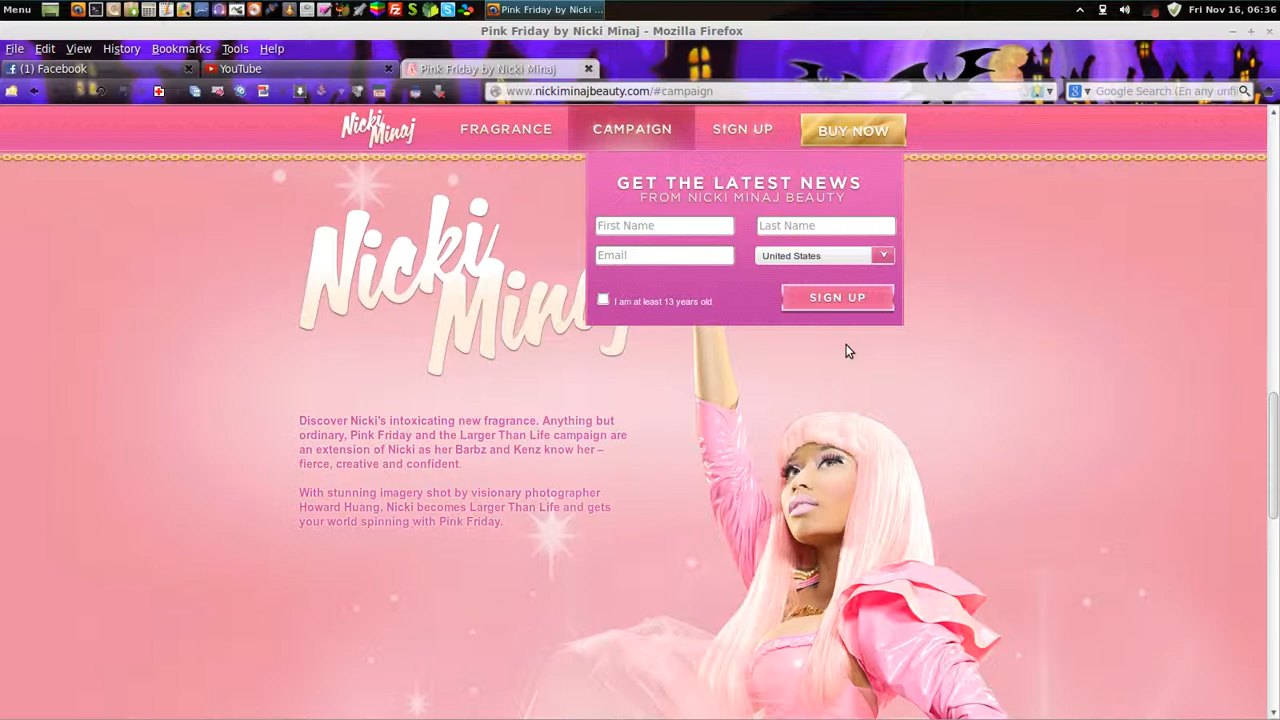 Menu
Pink Friday by Nicki ...
Fri Nov 16, 06:36
Pink Friday by Nicki Minaj - Mozilla Firefox
File Edit View History Bookmarks Tools Help
(1) Facebook
YouTube
Pink Friday by Nicki Minaj
www.nickiminajbeauty.com/#campaign
Google Search (En any unfi
Nicki Minaj
FRAGRANCE
CAMPAIGN
SIGN UP
BUY NOW
GET THE LATEST NEWS
FROM NICKI MINAJ BEAUTY
First Name
Last Name
Email
United States
I am at least 13 years old
SIGN UP
Nicki
Minaj
Discover Nicki's intoxicating new fragrance. Anything but
ordinary, Pink Friday and the Larger Than Life campaign are
an extension of Nicki as her Barbz and Kenz know her –
fierce, creative and confident.
With stunning imagery shot by visionary photographer
Howard Huang, Nicki becomes Larger Than Life and gets
your world spinning with Pink Friday.